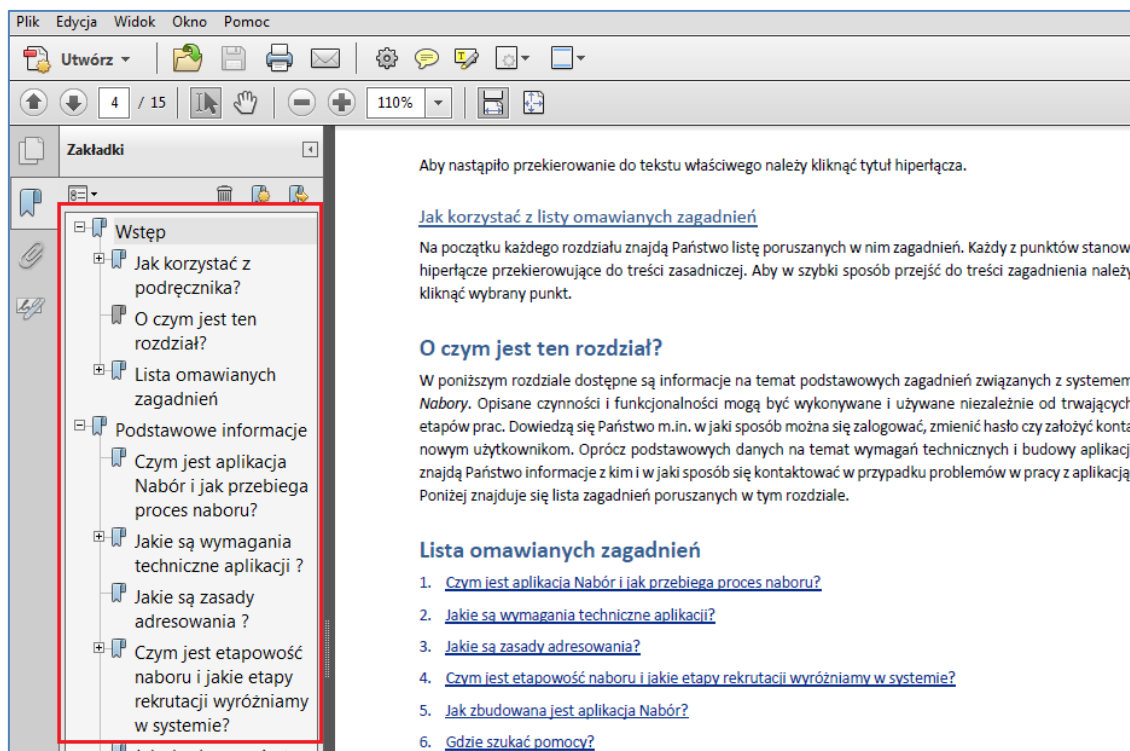 Plik Edycja Widok Okno Pomoc
Utwórz
4 / 15 110%
Zakładki
Wstęp
Jak korzystać z
podręcznika?
O czym jest ten
rozdział?
Lista omawianych
zagadnień
Podstawowe informacje
Czym jest aplikacja
Nabór i jak przebiega
proces naboru?
Jakie są wymagania
techniczne aplikacji ?
Jakie są zasady
adresowania ?
Czym jest etapowość
naboru i jakie etapy
rekrutacji wyróżniamy
w systemie?
Aby nastąpiło przekierowanie do tekstu właściwego należy kliknąć tytuł hiperłącza.
Jak korzystać z listy omawianych zagadnień
Na początku każdego rozdziału znajdą Państwo listę poruszanych w nim zagadnień. Każdy z punktów stanow
hiperłącze przekierowujące do treści zasadniczej. Aby w szybki sposób przejść do treści zagadnienia należy
kliknąć wybrany punkt.
O czym jest ten rozdział?
W poniższym rozdziale dostępne są informacje na temat podstawowych zagadnień związanych z systemem
Nabory. Opisane czynności i funkcjonalności mogą być wykonywane i używane niezależnie od trwających
etapów prac. Dowiedzą się Państwo m.in. w jaki sposób można się zalogować, zmienić hasło czy założyć konta
nowym użytkownikom. Oprócz podstawowych danych na temat wymagań technicznych i budowy aplikacj
znajdą Państwo informacje z kim i w jaki sposób się kontaktować w przypadku problemów w pracy z aplikacją
Poniżej znajduje się lista zagadnień poruszanych w tym rozdziale.
Lista omawianych zagadnień
1. Czym jest aplikacja Nabór i jak przebiega proces naboru?
2. Jakie są wymagania techniczne aplikacji?
3. Jakie są zasady adresowania?
4. Czym jest etapowość naboru i jakie etapy rekrutacji wyróżniamy w systemie?
5. Jak zbudowana jest aplikacja Nabór?
6. Gdzie szukać pomocy?